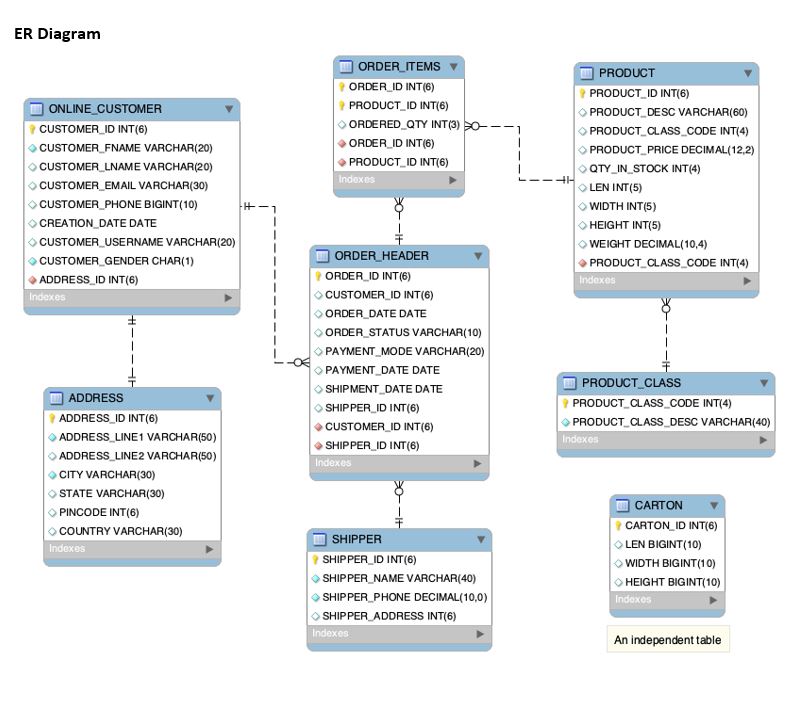 ER Diagram
ONLINE_CUSTOMER
CUSTOMER_ID INT(6)
CUSTOMER_FNAME VARCHAR(20)
CUSTOMER_LNAME VARCHAR(20)
CUSTOMER_EMAIL VARCHAR(30)
CUSTOMER_PHONE BIGINT(10)
CREATION_DATE DATE
CUSTOMER_USERNAME VARCHAR(20)
CUSTOMER_GENDER CHAR(1)
ADDRESS_ID INT(6)
Indexes
ADDRESS
ADDRESS_ID INT(6)
ADDRESS_LINE1 VARCHAR(50)
ADDRESS_LINE2 VARCHAR(50)
CITY VARCHAR(30)
STATE VARCHAR(30)
PINCODE INT(6)
COUNTRY VARCHAR(30)
Indexes
ORDER_ITEMS
ORDER_ID INT(6)
PRODUCT_ID INT(6)
ORDERED_QTY INT(3)
ORDER_ID INT(6)
PRODUCT_ID INT(6)
Indexes
ORDER_HEADER
ORDER_ID INT(6)
CUSTOMER_ID INT(6)
ORDER_DATE DATE
ORDER_STATUS VARCHAR(10)
PAYMENT_MODE VARCHAR(20)
PAYMENT_DATE DATE
SHIPMENT_DATE DATE
SHIPPER_ID INT(6)
CUSTOMER_ID INT(6)
SHIPPER_ID INT(6)
Indexes
SHIPPER
SHIPPER_ID INT(6)
SHIPPER_NAME VARCHAR(40)
SHIPPER_PHONE DECIMAL(10,0)
SHIPPER_ADDRESS INT(6)
Indexes
PRODUCT
PRODUCT_ID INT(6)
PRODUCT_DESC VARCHAR(60)
PRODUCT_CLASS_CODE INT(4)
PRODUCT_PRICE DECIMAL(12,2)
QTY_IN_STOCK INT(4)
LEN INT(5)
WIDTH INT(5)
HEIGHT INT(5)
WEIGHT DECIMAL(10,4)
PRODUCT_CLASS_CODE INT(4)
Indexes
PRODUCT_CLASS
PRODUCT_CLASS_CODE INT(4)
PRODUCT_CLASS_DESC VARCHAR(40)
Indexes
CARTON
CARTON_ID INT(6)
LEN BIGINT(10)
WIDTH BIGINT(10)
HEIGHT BIGINT(10)
Indexes
An independent table